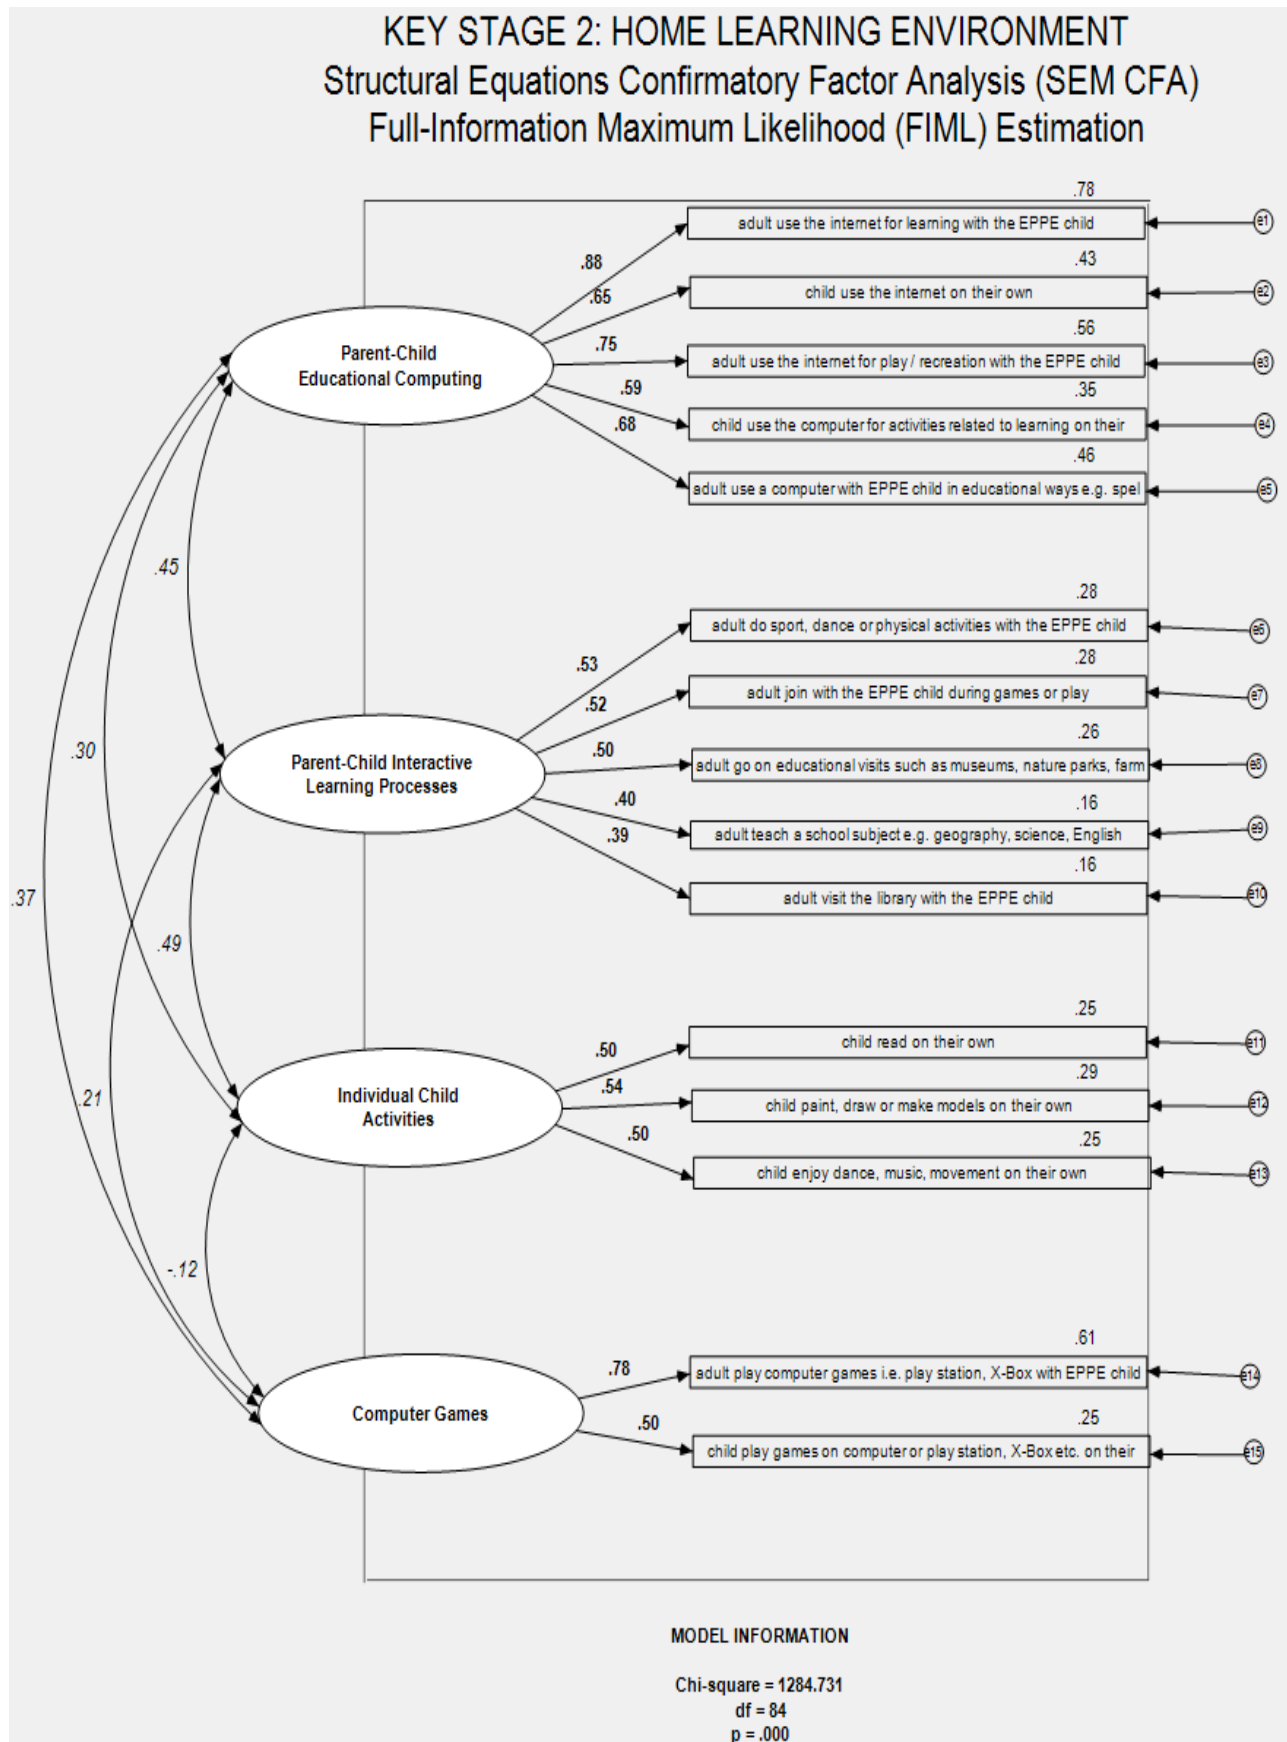 KEY STAGE 2: HOME LEARNING ENVIRONMENT
Structural Equations Confirmatory Factor Analysis (SEM CFA)
Full-Information Maximum Likelihood (FIML) Estimation
.78
adult use the internet for learning with the EPPE child
e1
.88
.43
child use the internet on their own
e2
.65
.56
Parent-Child
Educational Computing
.75
adult use the internet for play / recreation with the EPPE child
e3
.59
.35
child use the computer for activities related to learning on their
e4
.68
.46
adult use a computer with EPPE child in educational ways e.g. spel
e5
.45
.28
adult do sport, dance or physical activities with the EPPE child
e6
.53
.28
adult join with the EPPE child during games or play
e7
.52
.30
.26
Parent-Child Interactive
Learning Processes
.50
adult go on educational visits such as museums, nature parks, farm
e8
.40
.16
adult teach a school subject e.g. geography, science, English
e9
.39
.16
adult visit the library with the EPPE child
e10
.37
.49
.25
child read on their own
e11
.50
.29
Individual Child
Activities
.54
child paint, draw or make models on their own
e12
.21
.50
.25
child enjoy dance, music, movement on their own
e13
-.12
.61
.78
adult play computer games i.e. play station, X-Box with EPPE child
e14
Computer Games
.50
.25
child play games on computer or play station, X-Box etc. on their
e15
MODEL INFORMATION
Chi-square = 1284.731
df = 84
p = .000